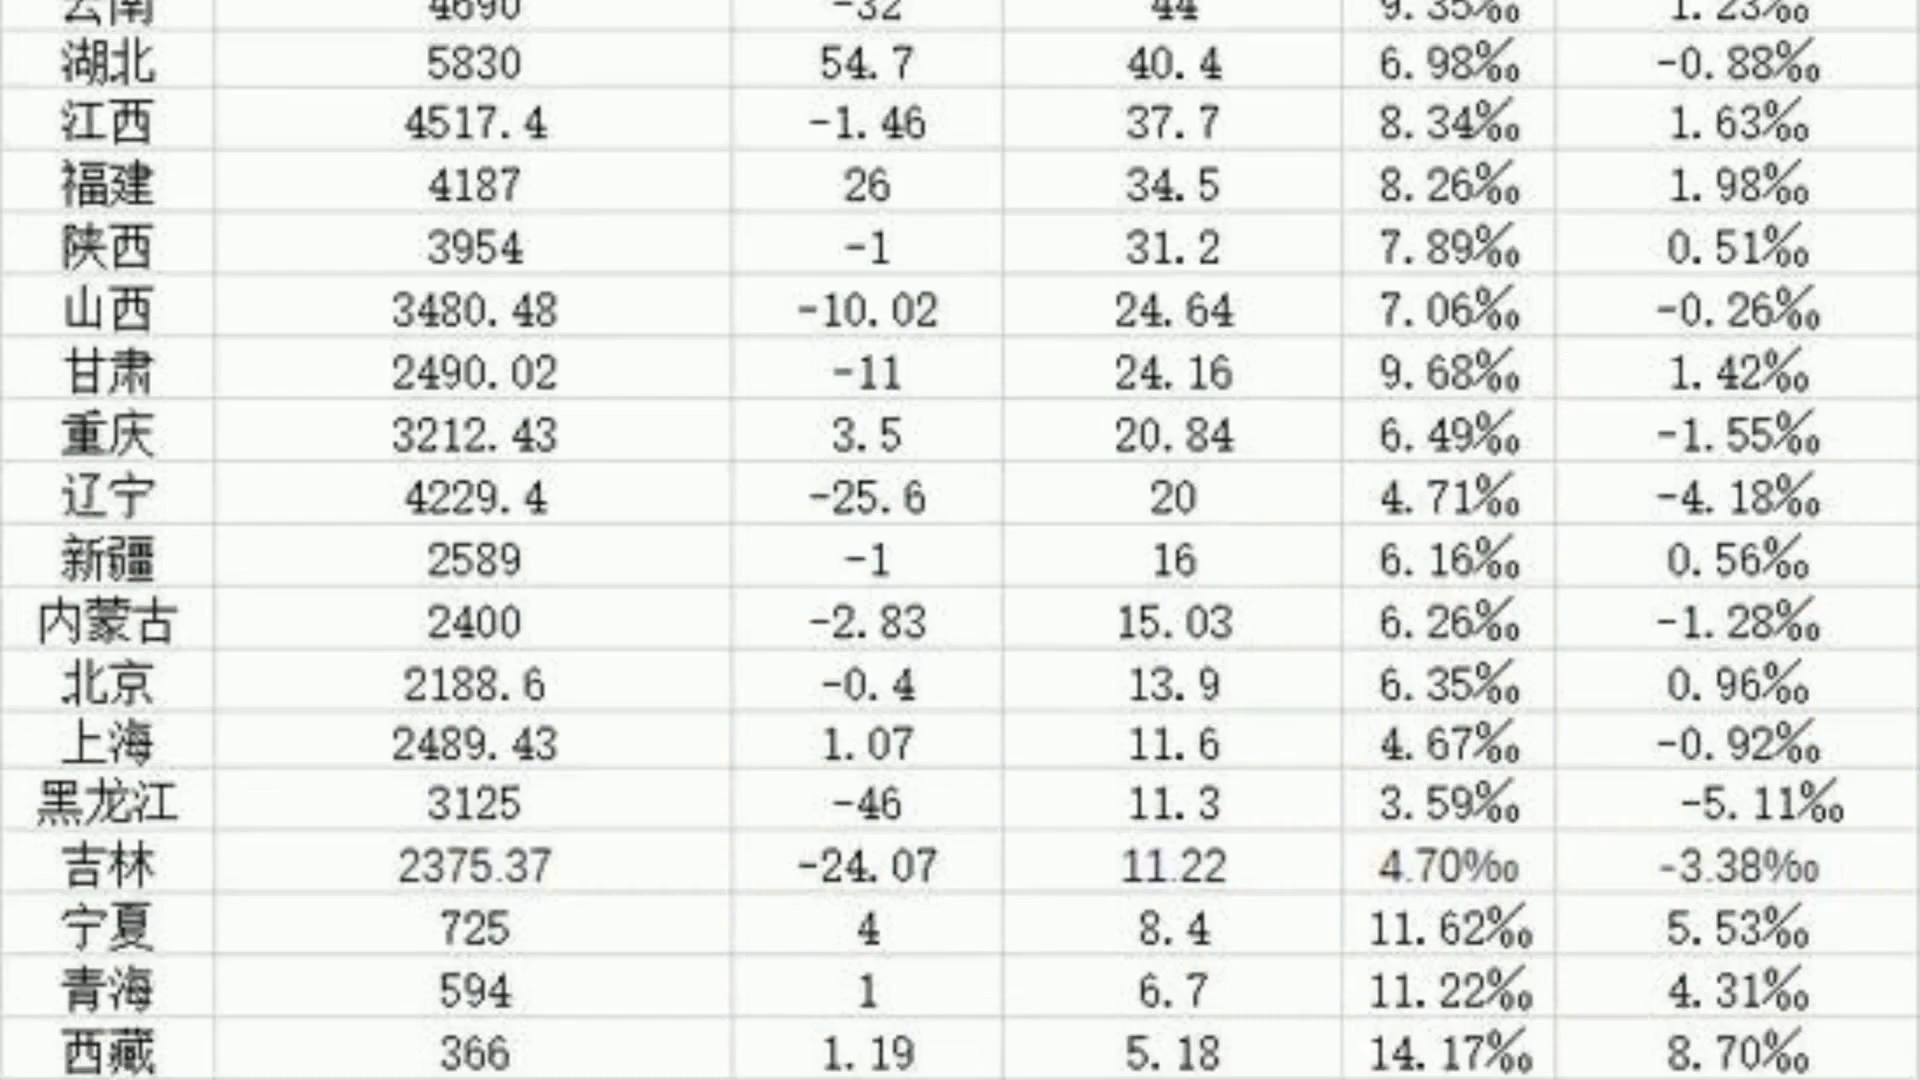 云南 4690 -32 44 9.35‰ 1.23‰
湖北 5830 54.7 40.4 6.98‰ -0.88‰
江西 4517.4 -1.46 37.7 8.34‰ 1.63‰
福建 4187 26 34.5 8.26‰ 1.98‰
陕西 3954 -1 31.2 7.89‰ 0.51‰
山西 3480.48 -10.02 24.64 7.06‰ -0.26‰
甘肃 2490.02 -11 24.16 9.68‰ 1.42‰
重庆 3212.43 3.5 20.84 6.49‰ -1.55‰
辽宁 4229.4 -25.6 20 4.71‰ -4.18‰
新疆 2589 -1 16 6.16‰ 0.56‰
内蒙古 2400 -2.83 15.03 6.26‰ -1.28‰
北京 2188.6 -0.4 13.9 6.35‰ 0.96‰
上海 2489.43 1.07 11.6 4.67‰ -0.92‰
黑龙江 3125 -46 11.3 3.59‰ -5.11‰
吉林 2375.37 -24.07 11.22 4.70‰ -3.38‰
宁夏 725 4 8.4 11.62‰ 5.53‰
青海 594 1 6.7 11.22‰ 4.31‰
西藏 366 1.19 5.18 14.17‰ 8.70‰